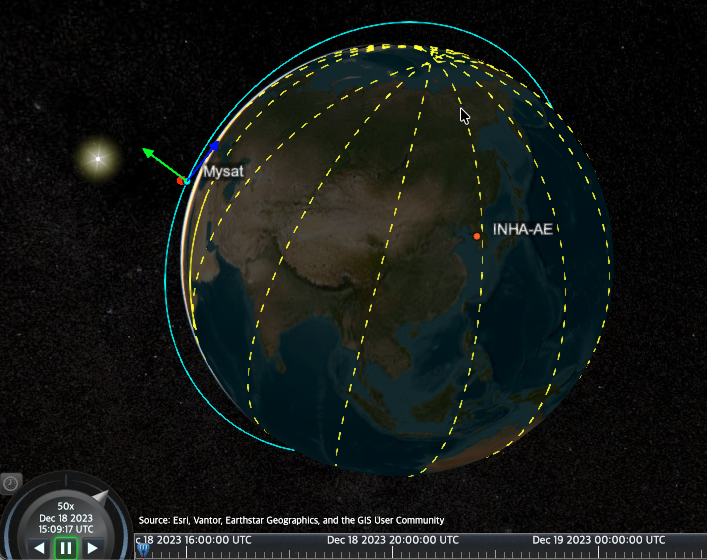 Mysat
INHA-AE
50x
Dec 18 2023
15:09:17 UTC
Source: Esri, Vantor, Earthstar Geographics, and the GIS User Community
c 18 2023 16:00:00 UTC
Dec 18 2023 20:00:00 UTC
Dec 19 2023 00:00:00 UTC